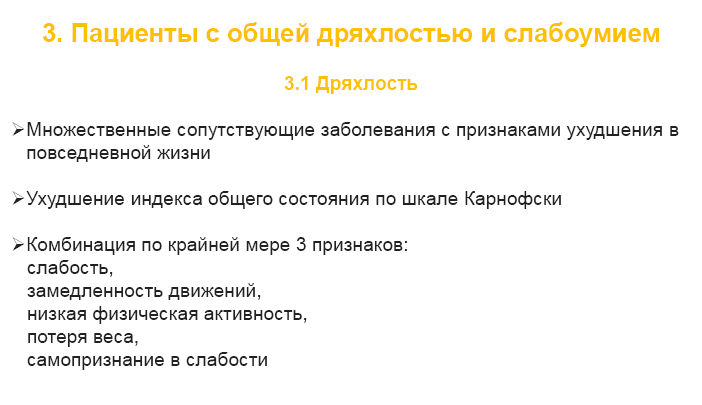 3. Пациенты с общей дряхлостью и слабоумием
3.1 Дряхлость
➢Множественные сопутствующие заболевания с признаками ухудшения в
повседневной жизни
➢Ухудшение индекса общего состояния по шкале Карнофски
➢Комбинация по крайней мере 3 признаков:
слабость,
замедленность движений,
низкая физическая активность,
потеря веса,
самопризнание в слабости